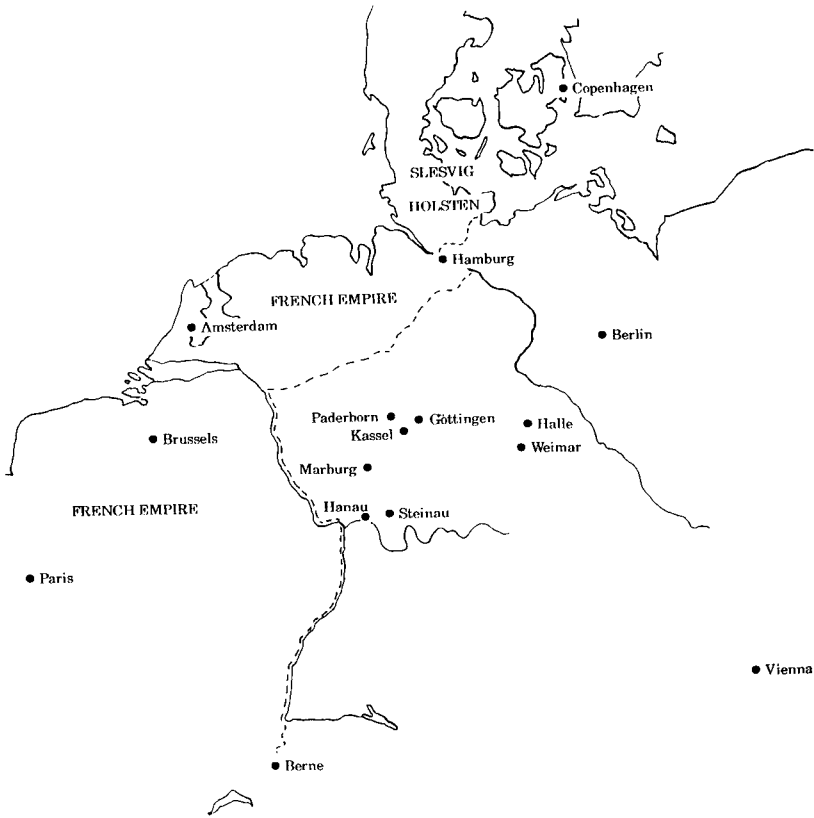 Copenhagen
SLESVIG
HOLSTEN
Hamburg
FRENCH EMPIRE
Amsterdam
Berlin
Paderborn
Göttingen
Halle
Kassel
Brussels
Weimar
Marburg
Hanau
Steinau
FRENCH EMPIRE
Paris
Vienna
Berne